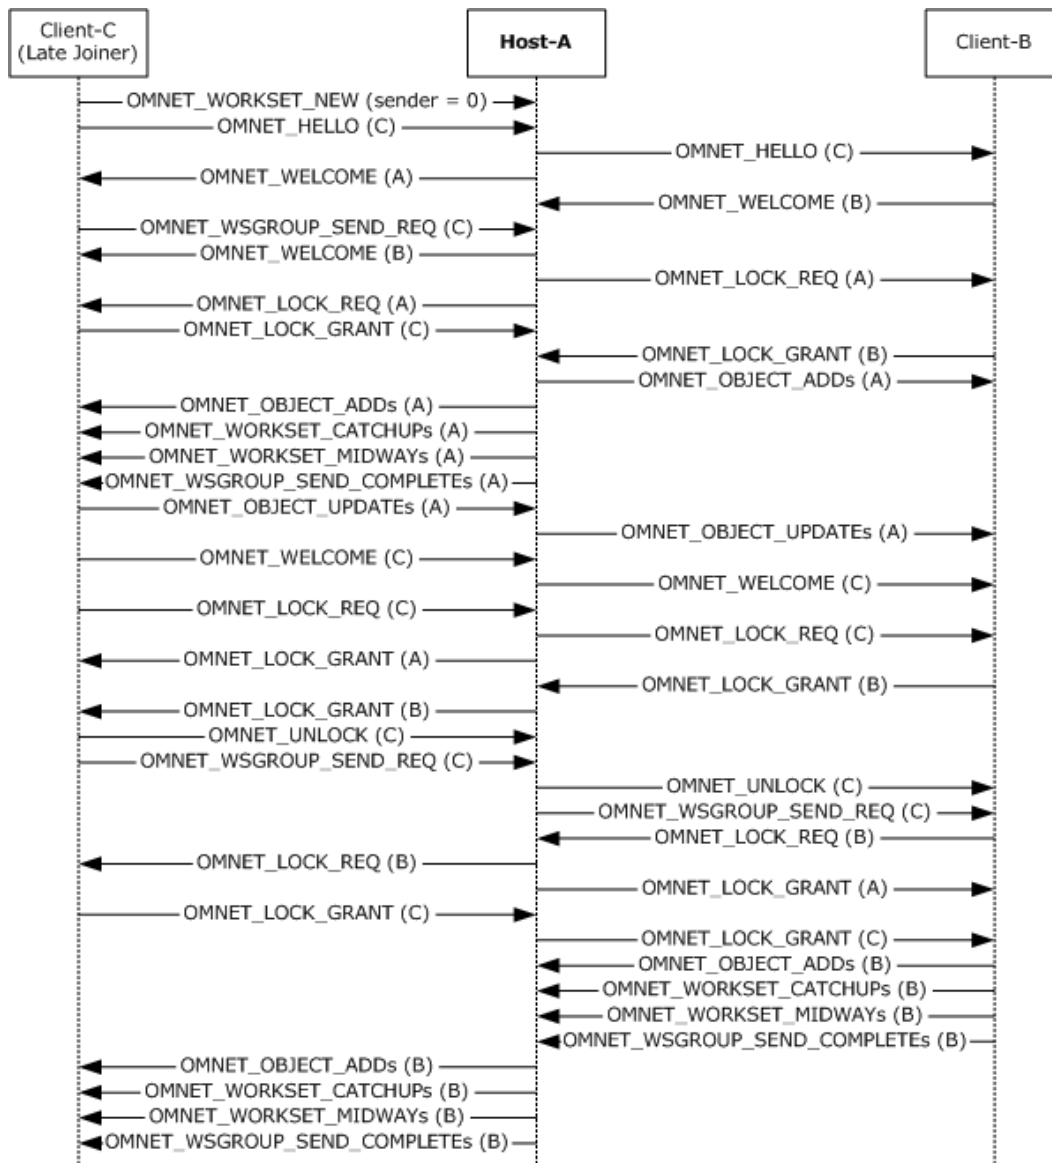 Client-C
(Late Joiner)
Host-A
Client-B
OMNET_WORKSET_NEW (sender = 0)
OMNET_HELLO (C)
OMNET_HELLO (C)
OMNET_WELCOME (A)
OMNET_WELCOME (B)
OMNET_WSGROUP_SEND_REQ (C)
OMNET_WELCOME (B)
OMNET_LOCK_REQ (A)
OMNET_LOCK_REQ (A)
OMNET_LOCK_GRANT (C)
OMNET_LOCK_GRANT (B)
OMNET_OBJECT_ADDs (A)
OMNET_OBJECT_ADDs (A)
OMNET_WORKSET_CATCHUPs (A)
OMNET_WORKSET_MIDWAYs (A)
OMNET_WSGROUP_SEND_COMPLETEs (A)
OMNET_OBJECT_UPDATEs (A)
OMNET_OBJECT_UPDATEs (A)
OMNET_WELCOME (C)
OMNET_WELCOME (C)
OMNET_LOCK_REQ (C)
OMNET_LOCK_REQ (C)
OMNET_LOCK_GRANT (A)
OMNET_LOCK_GRANT (B)
OMNET_LOCK_GRANT (B)
OMNET_UNLOCK (C)
OMNET_WSGROUP_SEND_REQ (C)
OMNET_UNLOCK (C)
OMNET_WSGROUP_SEND_REQ (C)
OMNET_LOCK_REQ (B)
OMNET_LOCK_REQ (B)
OMNET_LOCK_GRANT (A)
OMNET_LOCK_GRANT (C)
OMNET_LOCK_GRANT (C)
OMNET_OBJECT_ADDs (B)
OMNET_WORKSET_CATCHUPs (B)
OMNET_WORKSET_MIDWAYs (B)
OMNET_WSGROUP_SEND_COMPLETEs (B)
OMNET_OBJECT_ADDs (B)
OMNET_WORKSET_CATCHUPs (B)
OMNET_WORKSET_MIDWAYs (B)
OMNET_WSGROUP_SEND_COMPLETEs (B)